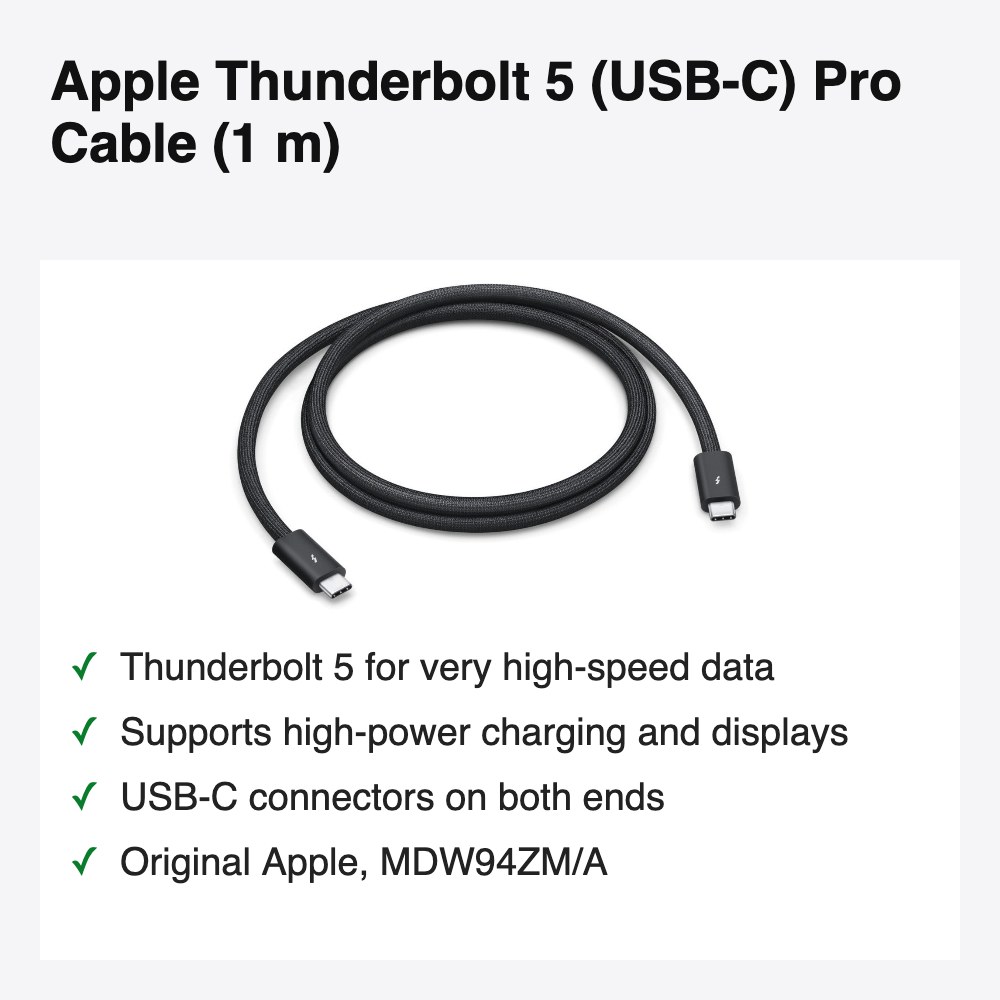 Apple Thunderbolt 5 (USB-C) Pro
Cable (1 m)
✓ Thunderbolt 5 for very high-speed data
✓ Supports high-power charging and displays
✓ USB-C connectors on both ends
✓ Original Apple, MDW94ZM/A